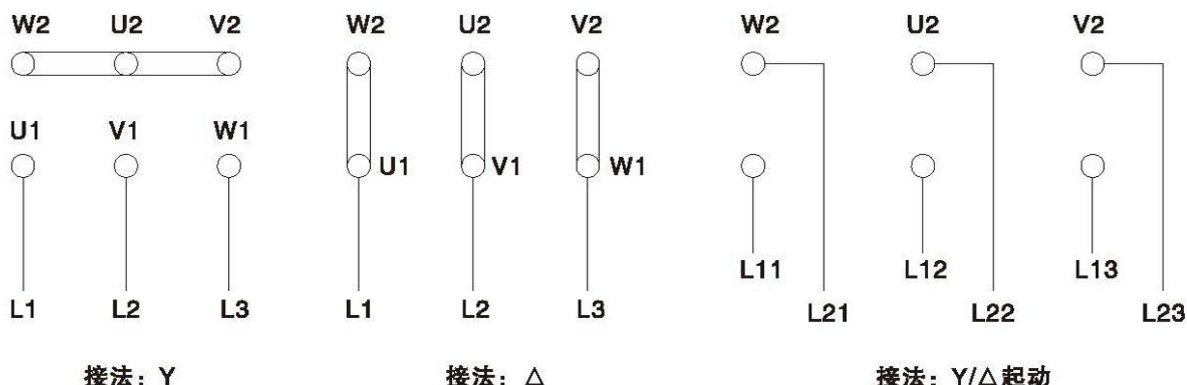 W2 U2 V2 W2 U2 V2 W2 U2 V2
U1 V1 W1
U1 V1 W1
L11 L12 L13
L1 L2 L3 L1 L2 L3 L21 L22 L23
接法：Y 接法：△ 接法：Y/△起动